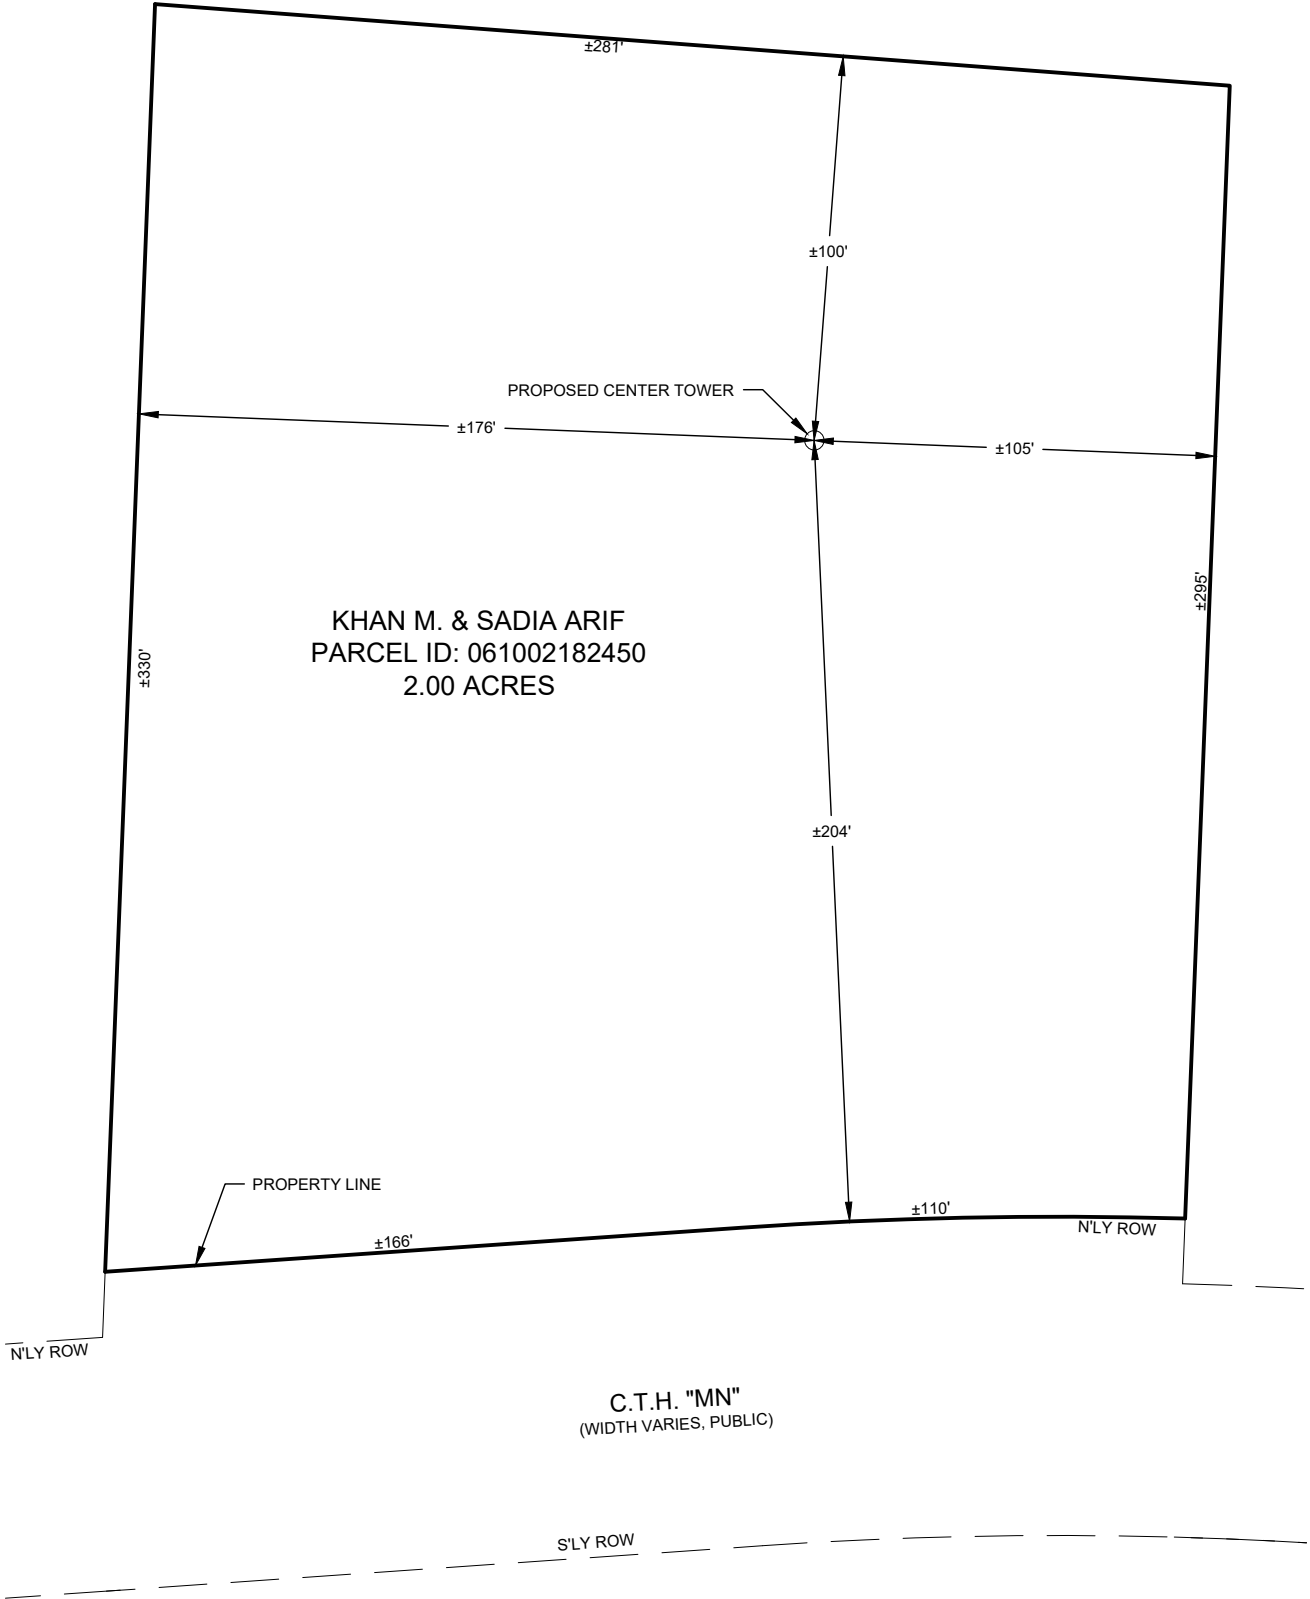 ±281'
±100'
PROPOSED CENTER TOWER
±176'
±105'
±295'
KHAN M. & SADIA ARIF
PARCEL ID: 061002182450
2.00 ACRES
±330'
±204'
PROPERTY LINE
±110'
N'LY ROW
±166'
N'LY ROW
C.T.H. "MN"
(WIDTH VARIES, PUBLIC)
S'LY ROW